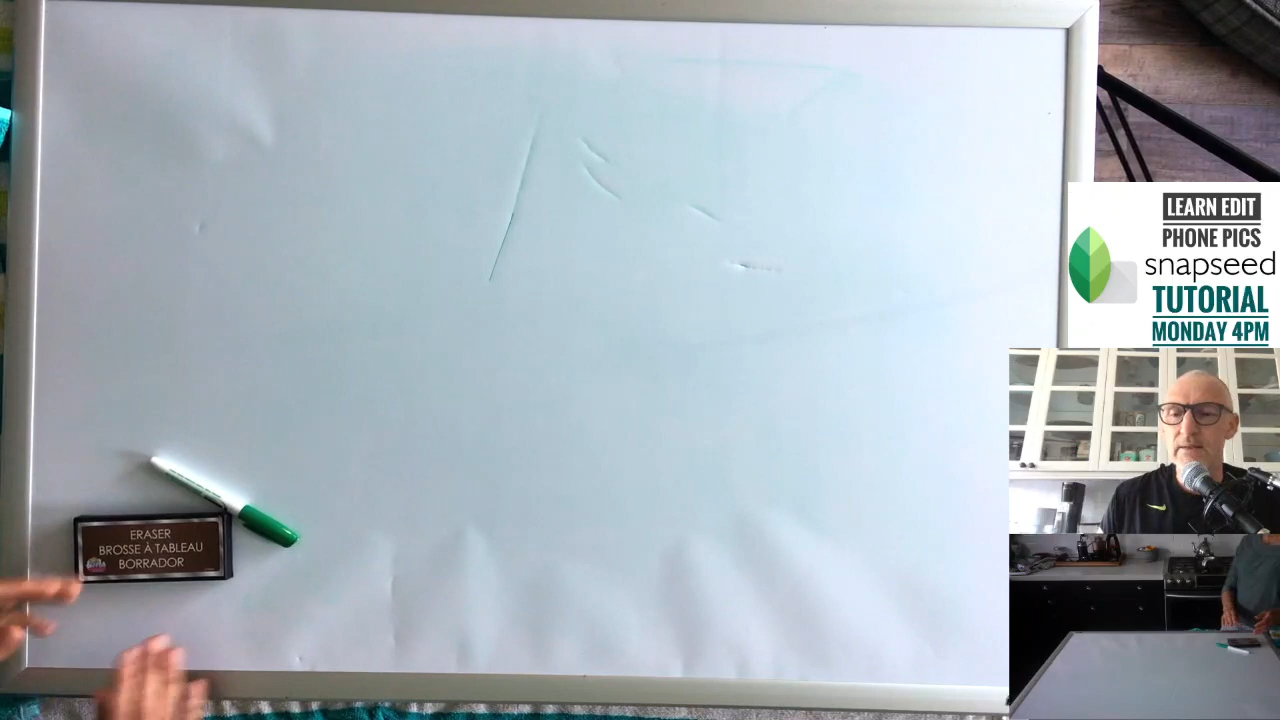 LEARN EDIT
PHONE PICS
snapseed
TUTORIAL
MONDAY 4PM
ERASER
BROSSE À TABLEAU
BORRADOR